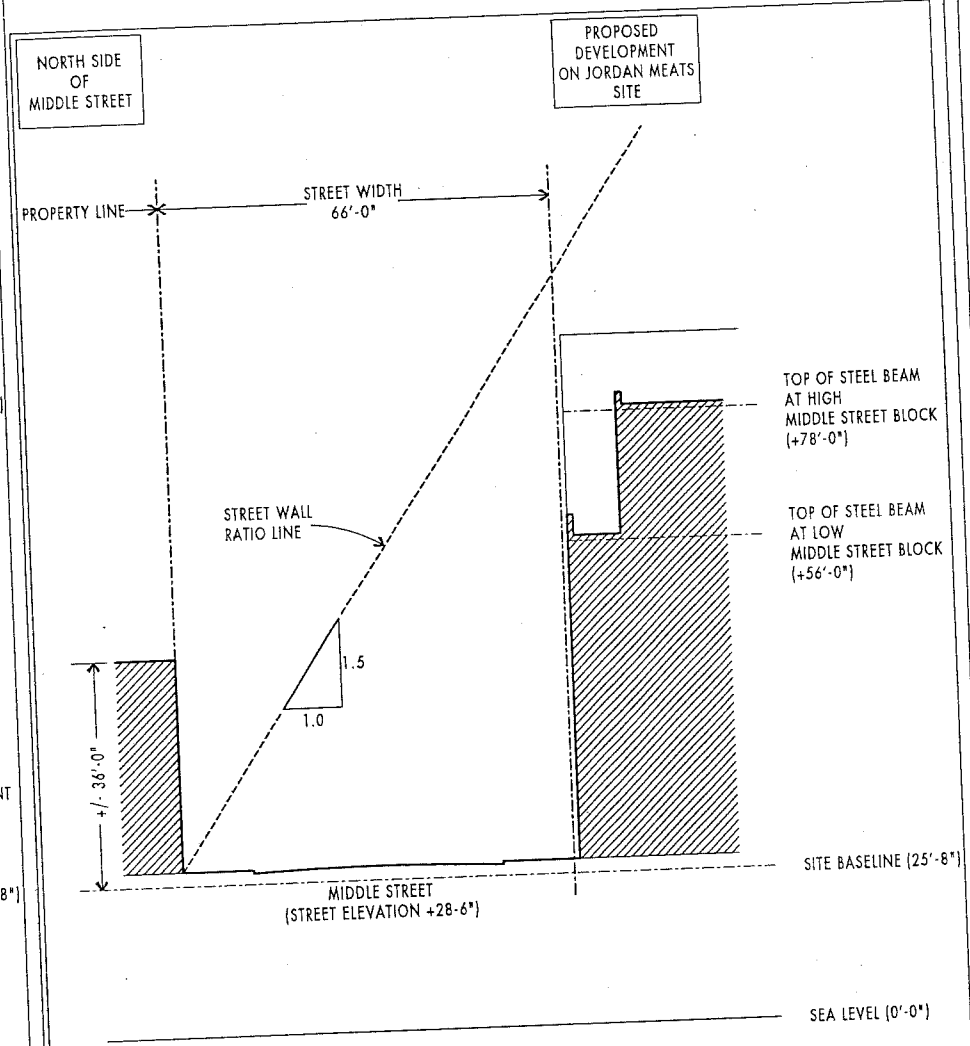 NORTH SIDE
OF
MIDDLE STREET
PROPOSED
DEVELOPMENT
ON JORDAN MEATS
SITE
PROPERTY LINE
STREET WIDTH
66'-0"
TOP OF STEEL BEAM
AT HIGH
MIDDLE STREET BLOCK
(+78'-0")
STREET WALL
RATIO LINE
TOP OF STEEL BEAM
AT LOW
MIDDLE STREET BLOCK
(+56'-0")
1.5
1.0
+/- 36'-0"
NT
8")
SITE BASELINE (25'-8")
MIDDLE STREET
(STREET ELEVATION +28-6")
SEA LEVEL (0'-0")